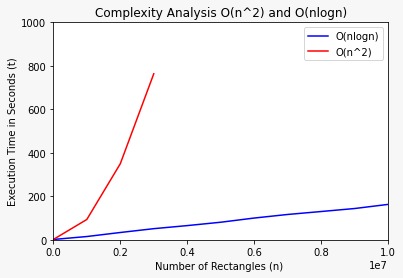 Complexity Analysis O(n^2) and O(nlogn)
1000
800
600
400
200
0
Execution Time in Seconds (t)
O(nlogn)
O(n^2)
0.0 0.2 0.4 0.6 0.8 1.0
1e7
Number of Rectangles (n)